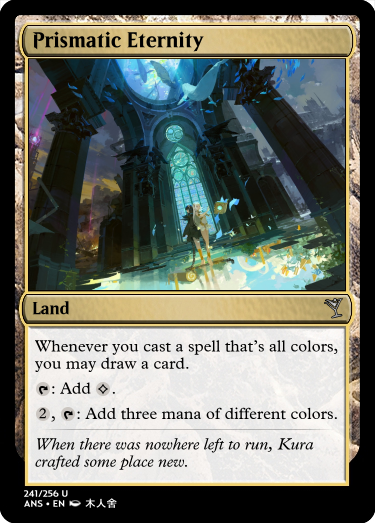 Prismatic Eternity
Land
Whenever you cast a spell that's all colors,
you may draw a card.
: Add .
2, : Add three mana of different colors.
When there was nowhere left to run, Kura
crafted some place new.
241/256 U
ANS • EN 木人舍